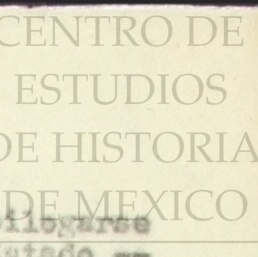 CENTRO DE
ESTUDIOS
DE HISTORIA
DE MEXICO